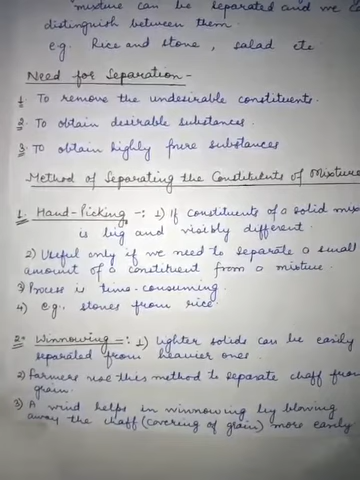 mixture can be separated and we c
distinguish between them.
e.g. Rice and stone, salad etc
Need for Separation -
1. To remove the undesirable constituents.
2. To obtain desirable substances.
3. To obtain highly pure substances
Method of Separating the Constituents of Mixture
1. Hand-Picking -: 1) If constituents of a solid mix
is big and visibly different.
2) Useful only if we need to separate a small
amount of a constituent from a mixture.
3) Process is time-consuming.
4) e.g. stones from rice.
2. Winnowing -: 1) Lighter solids can be easily
separated from heavier ones.
2) Farmers use this method to separate chaff from
grain.
3) A wind helps in winnowing by blowing
away the chaff (covering of grain) more easily